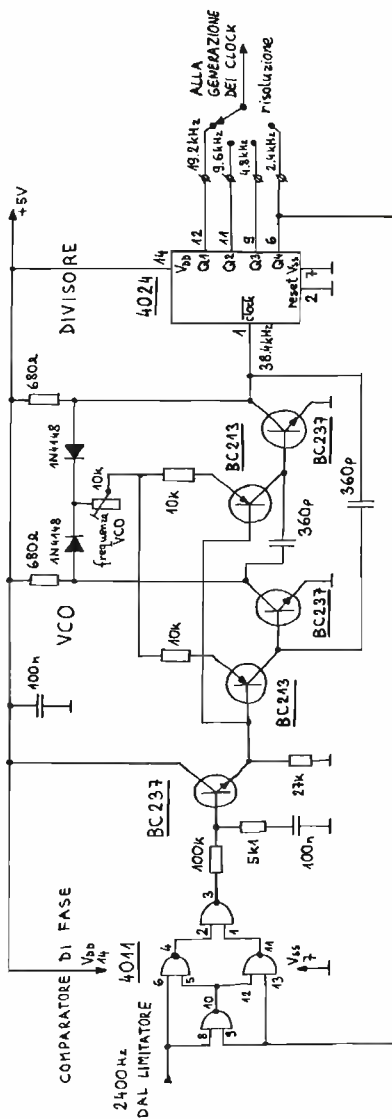 COMPARATORE DI FASE
2400Hz
DAL LIMITATORE
VDD
14
4011
6
5
4
8
9
10
12
13
11
2
1
3
VSS
7
100k
5k1
100n
BC237
27k
100n
VCO
680Ω
1N4148
1N4148
680Ω
10k
frequenza
VCO
10k
BC213
BC237
10k
BC213
BC237
360p
360p
DIVISORE
+5V
4024
14
VDD
1
clock
38.4kHz
Q1
12
19.2kHz
Q2
11
9.6kHz
Q3
9
4.8kHz
Q4
6
2.4kHz
reset
VSS
2
7
ALLA
GENERAZIONE
DEI CLOCK
risoluzione